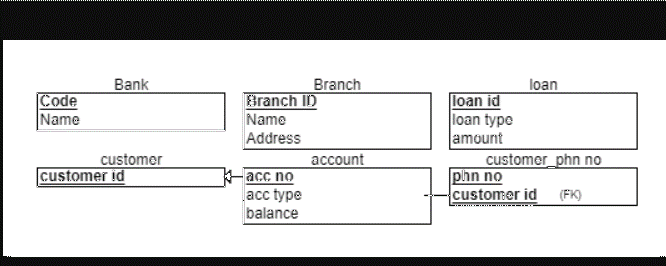 Bank
Branch
loan
Code
Name
Branch ID
Name
Address
loan id
loan type
amount
customer
account
customer_phn no
customer id
acc no
acc type
balance
phn no
customer id (FK)